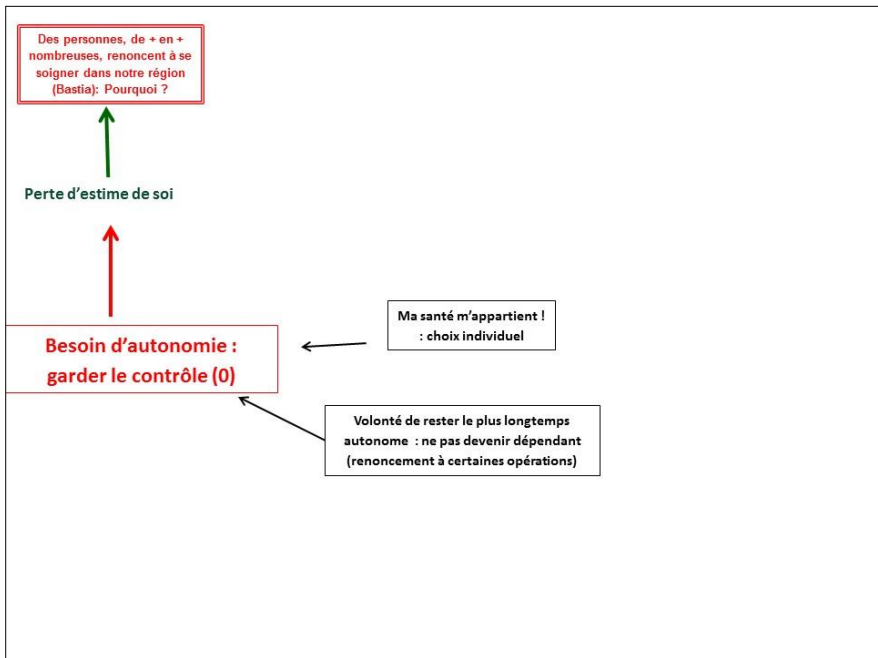 Des personnes, de + en +
nombreuses, renoncent à se
soigner dans notre région
(Bastia): Pourquoi ?
Perte d’estime de soi
Besoin d’autonomie :
garder le contrôle (0)
Ma santé m’appartient !
: choix individuel
Volonté de rester le plus longtemps
autonome : ne pas devenir dépendant
(renoncement à certaines opérations)